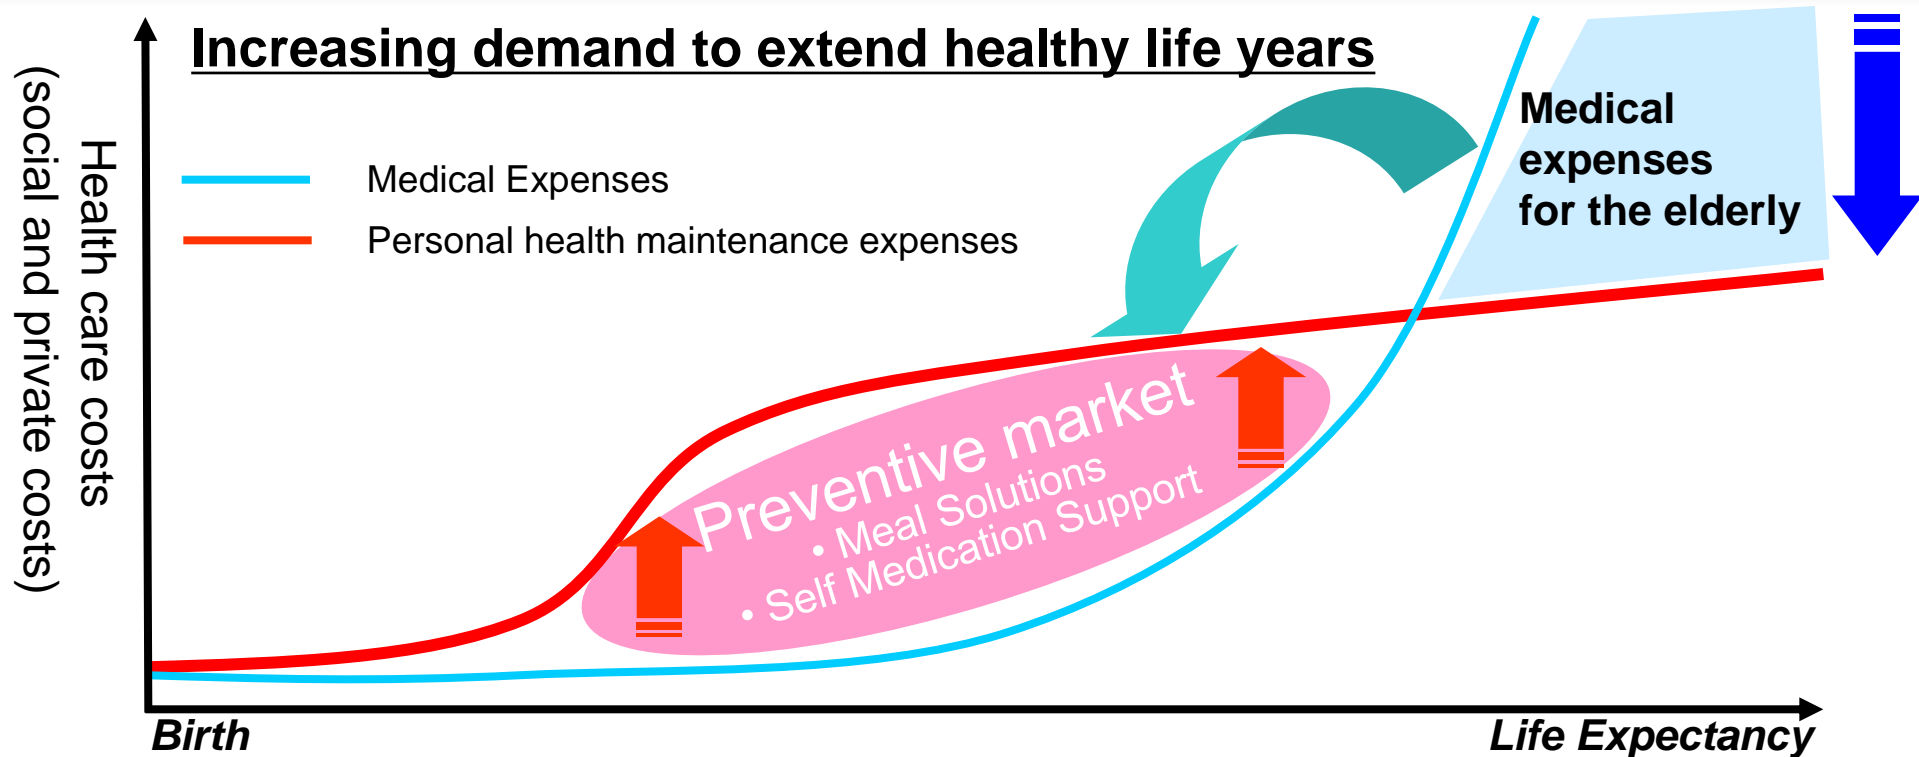 Increasing demand to extend healthy life years
Health care costs
(social and private costs)
Medical Expenses
Personal health maintenance expenses
Medical
expenses
for the elderly
Preventive market
• Meal Solutions
• Self Medication Support
Birth
Life Expectancy